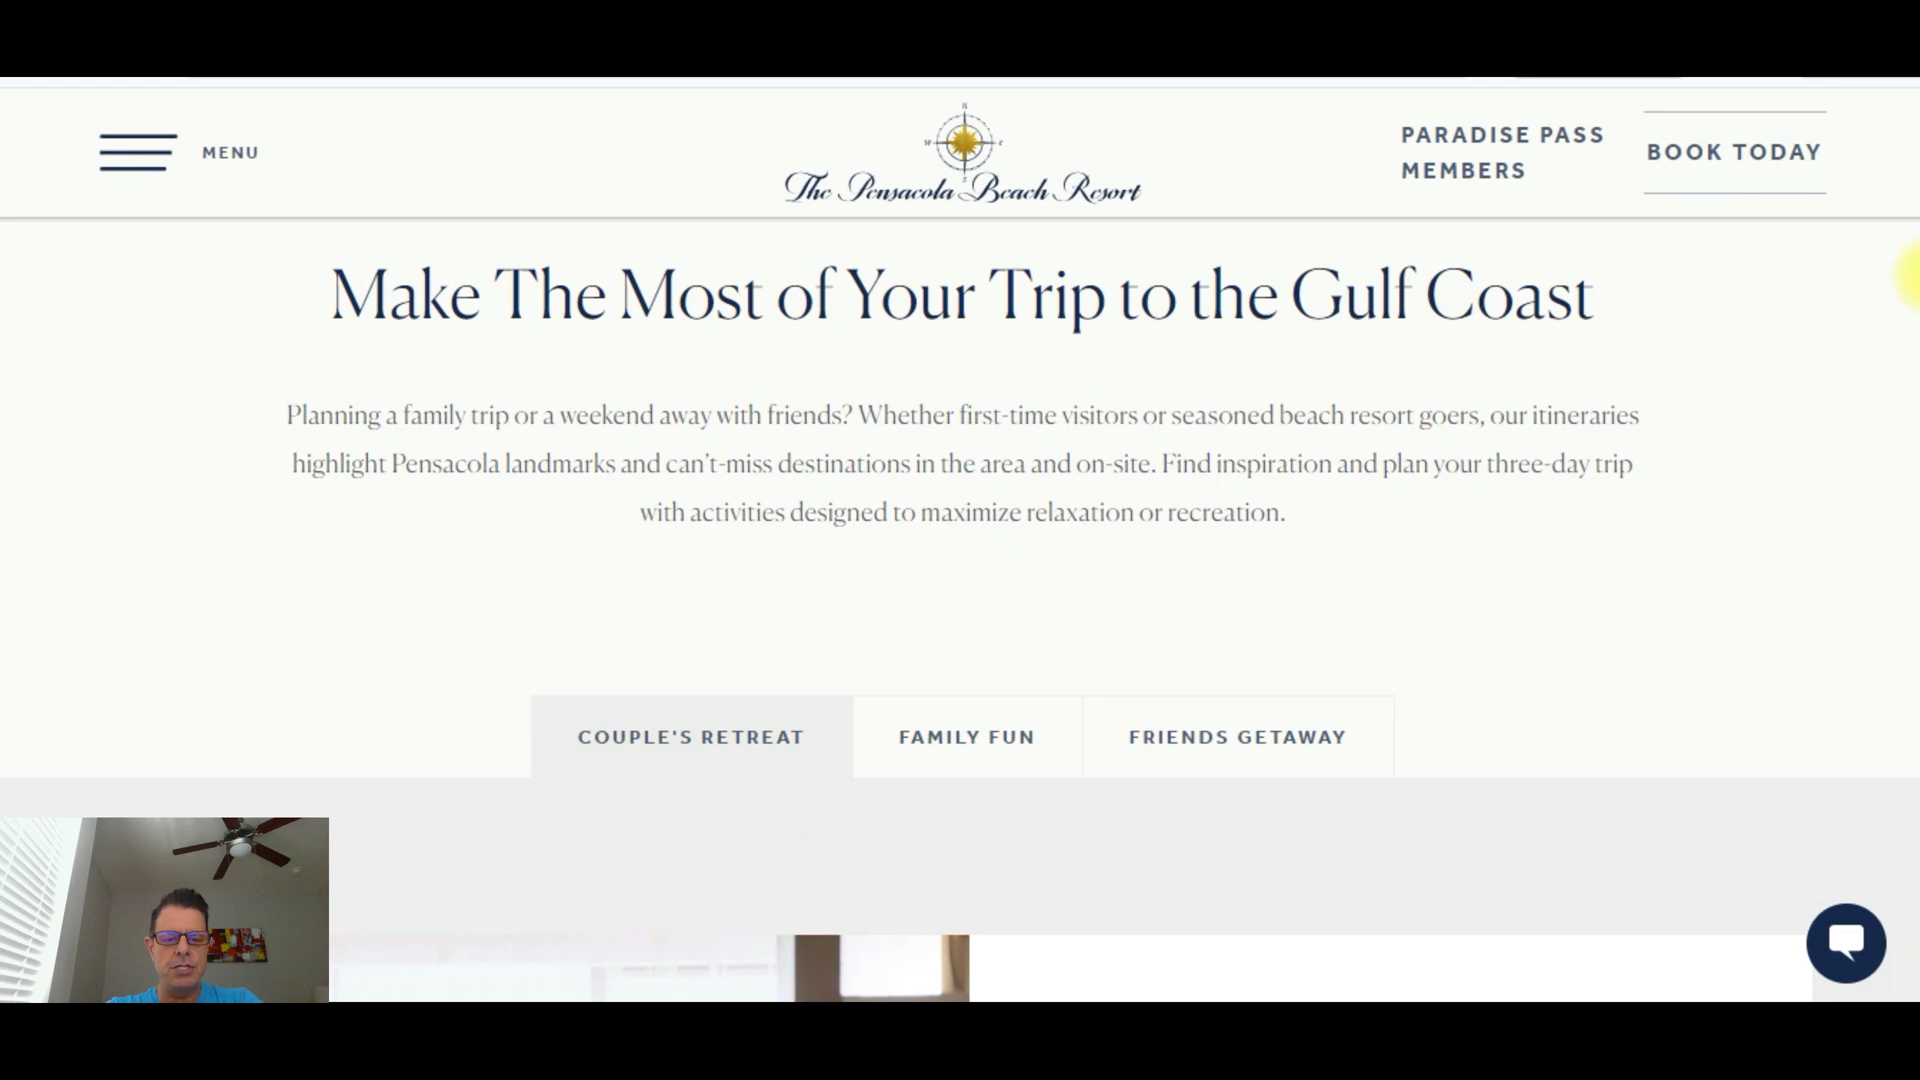 MENU
N
W E
S
The Pensacola Beach Resort
PARADISE PASS
MEMBERS
BOOK TODAY
Make The Most of Your Trip to the Gulf Coast
Planning a family trip or a weekend away with friends? Whether first-time visitors or seasoned beach resort goers, our itineraries
highlight Pensacola landmarks and can't-miss destinations in the area and on-site. Find inspiration and plan your three-day trip
with activities designed to maximize relaxation or recreation.
COUPLE'S RETREAT
FAMILY FUN
FRIENDS GETAWAY